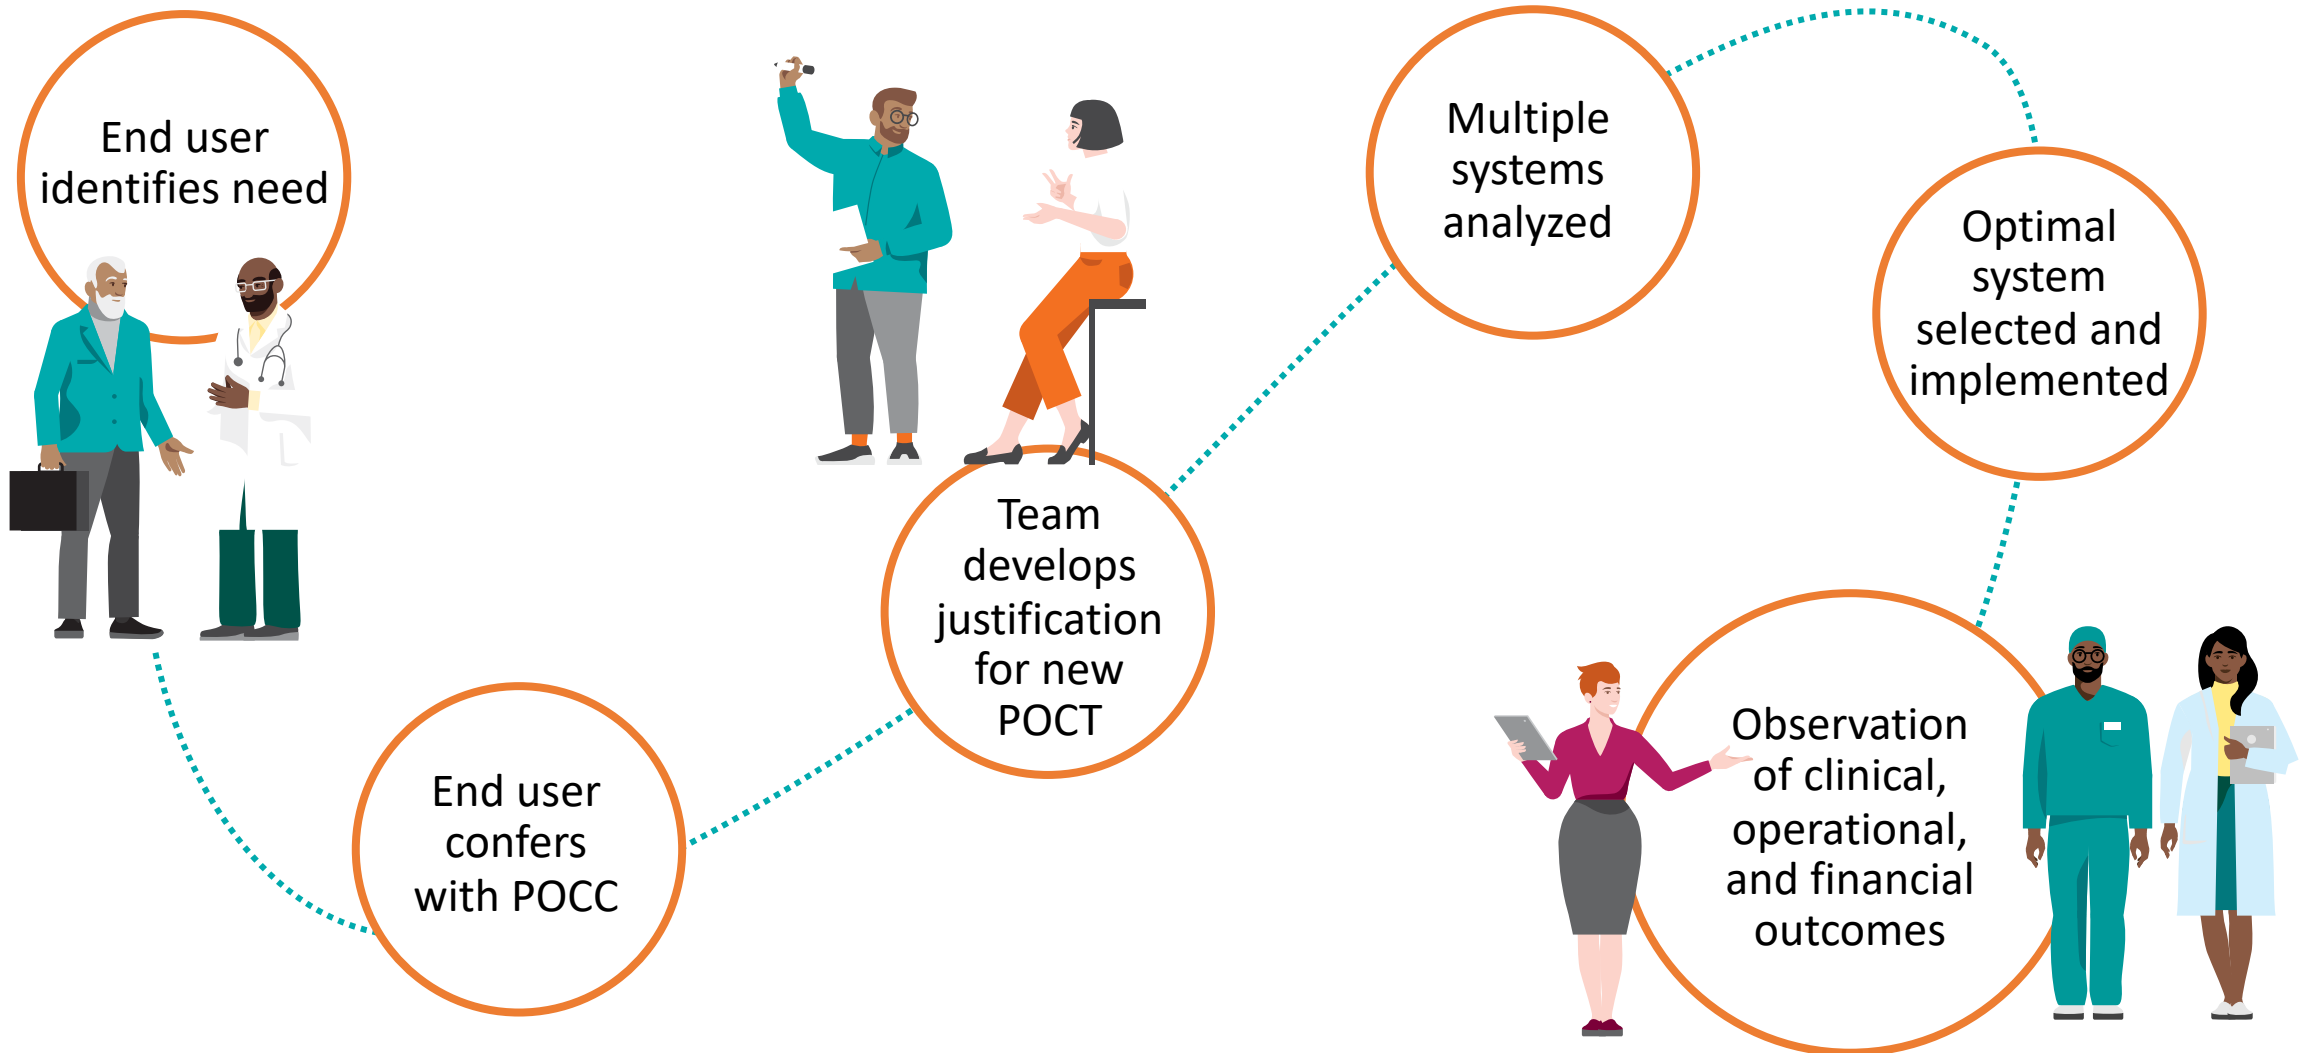 End user
identifies need
End user
confers
with POCC
Team
develops
justification
for new
POCT
Multiple
systems
analyzed
Optimal
system
selected and
implemented
Observation
of clinical,
operational,
and financial
outcomes